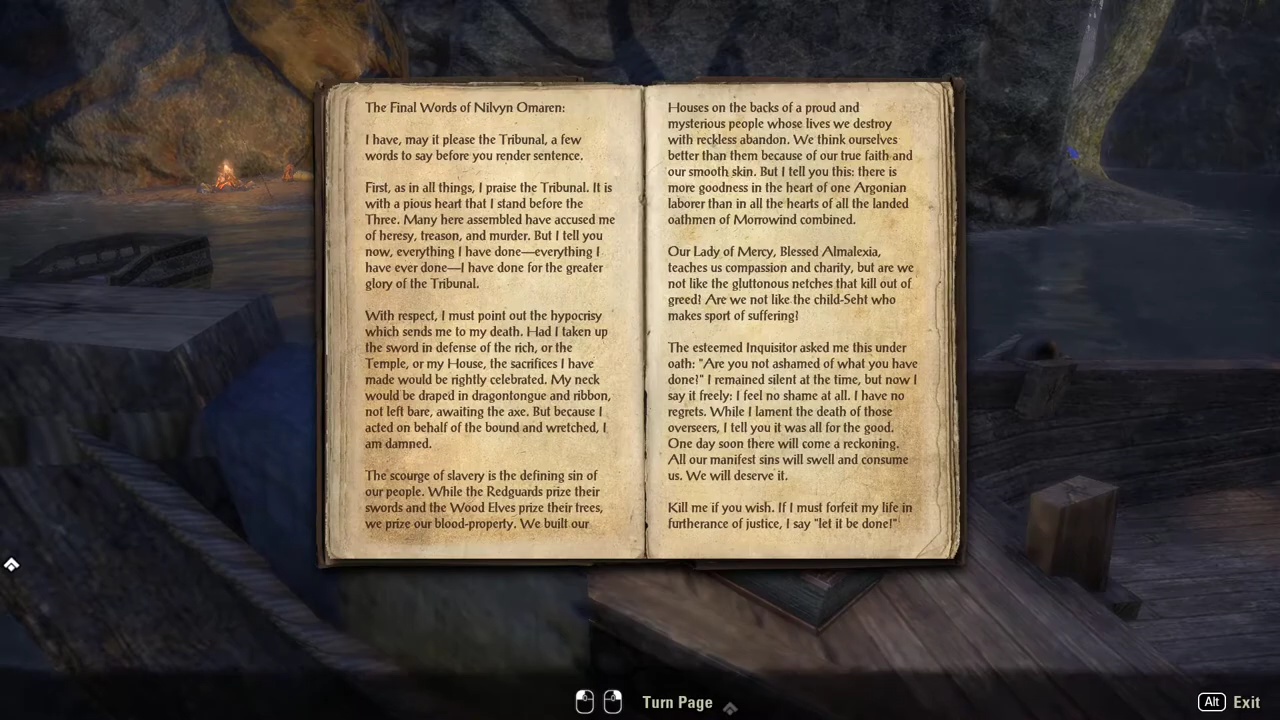 The Final Words of Nilvyn Omaren:
I have, may it please the Tribunal, a few
words to say before you render sentence.
First, as in all things, I praise the Tribunal. It is
with a pious heart that I stand before the
Three. Many here assembled have accused me
of heresy, treason, and murder. But I tell you
now, everything I have done—everything I
have ever done—I have done for the greater
glory of the Tribunal.
With respect, I must point out the hypocrisy
which sends me to my death. Had I taken up
the sword in defense of the rich, or the
Temple, or my House, the sacrifices I have
made would be rightly celebrated. My neck
would be draped in dragontongue and ribbon,
not left bare, awaiting the axe. But because I
acted on behalf of the bound and wretched, I
am damned.
The scourge of slavery is the defining sin of
our people. While the Redguards prize their
swords and the Wood Elves prize their trees,
we prize our blood-property. We built our
Houses on the backs of a proud and
mysterious people whose lives we destroy
with reckless abandon. We think ourselves
better than them because of our true faith and
our smooth skin. But I tell you this: there is
more goodness in the heart of one Argonian
laborer than in all the hearts of all the landed
oathmen of Morrowind combined.
Our Lady of Mercy, Blessed Almalexia,
teaches us compassion and charity, but are we
not like the gluttonous netches that kill out of
greed? Are we not like the child-Seht who
makes sport of suffering?
The esteemed Inquisitor asked me this under
oath: "Are you not ashamed of what you have
done?" I remained silent at the time, but now I
say it freely: I feel no shame at all. I have no
regrets. While I lament the death of those
overseers, I tell you it was all for the good.
One day soon there will come a reckoning.
All our manifest sins will swell and consume
us. We will deserve it.
Kill me if you wish. If I must forfeit my life in
furtherance of justice, I say "let it be done!"
Turn Page
Alt Exit